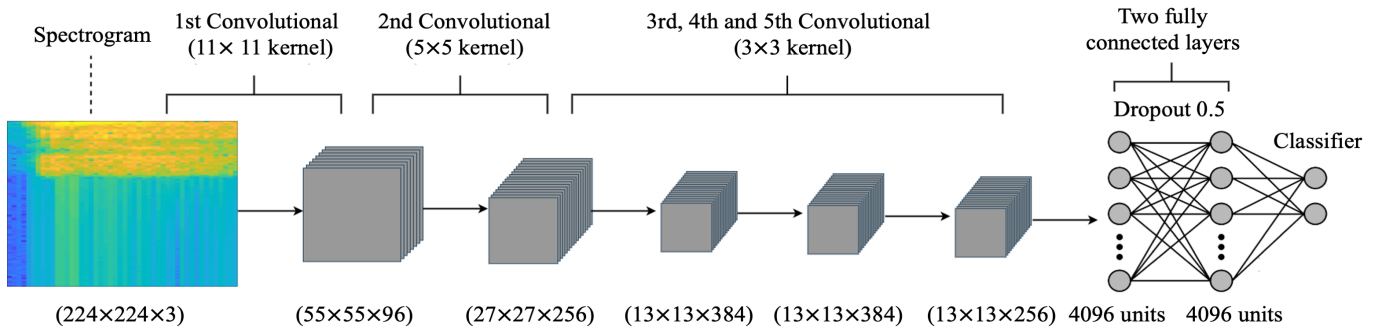 Spectrogram
1st Convolutional
(11× 11 kernel)
2nd Convolutional
(5×5 kernel)
3rd, 4th and 5th Convolutional
(3×3 kernel)
Two fully
connected layers
Dropout 0.5
Classifier
(224×224×3)
(55×55×96)
(27×27×256)
(13×13×384)
(13×13×384)
(13×13×256)
4096 units
4096 units